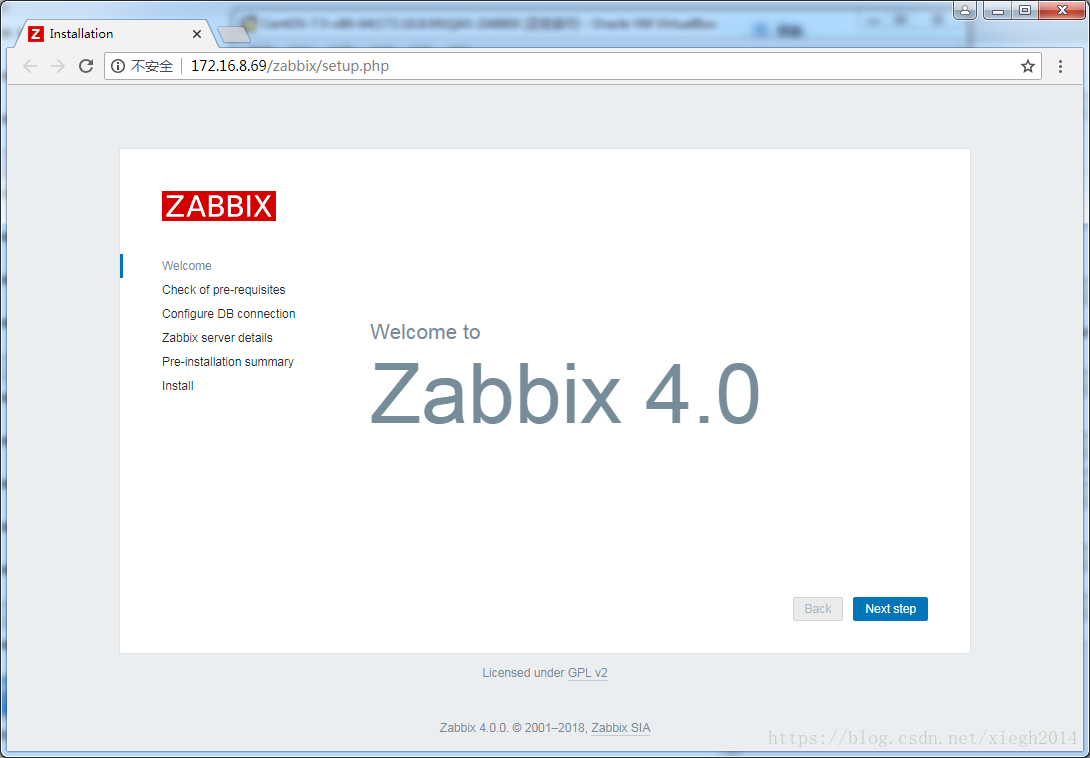 Installation
不安全 172.16.8.69/zabbix/setup.php
ZABBIX
Welcome
Check of pre-requisites
Configure DB connection
Zabbix server details
Pre-installation summary
Install
Welcome to
Zabbix 4.0
Back Next step
Licensed under GPL v2
Zabbix 4.0.0. © 2001–2018, Zabbix SIA
https://blog.csdn.net/xiegh2014